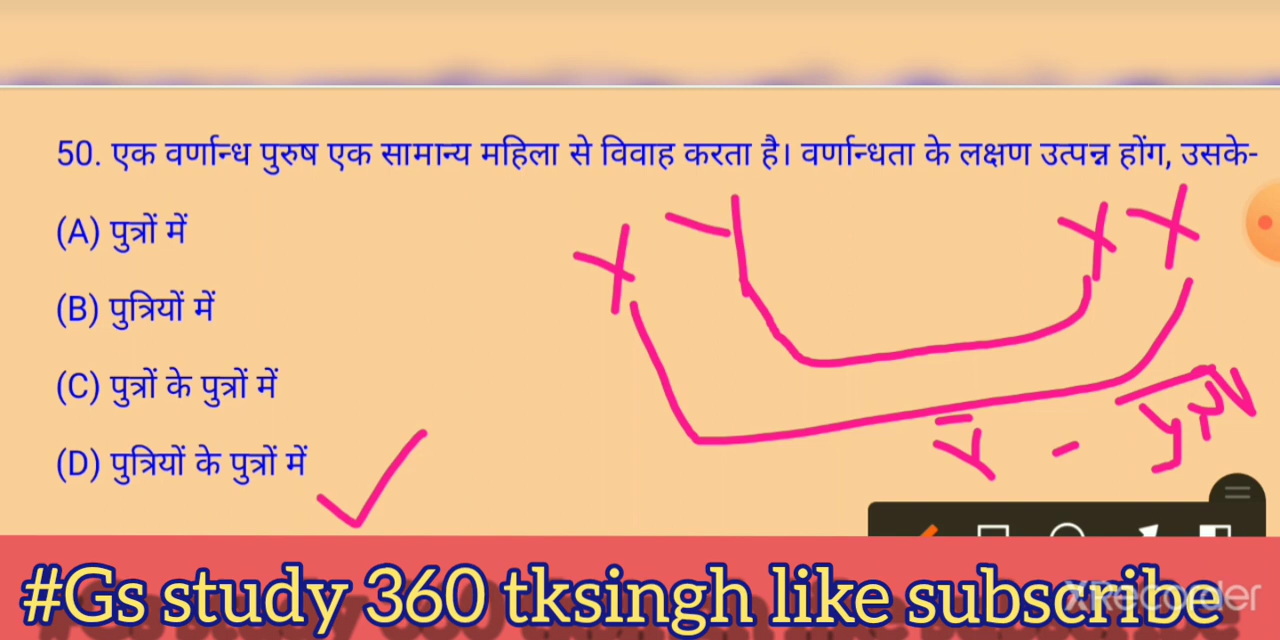 50. एक वर्णान्ध पुरुष एक सामान्य महिला से विवाह करता है। वर्णान्धता के लक्षण उत्पन्न होंग, उसके-
(A) पुत्रों में
(B) पुत्रियों में
(C) पुत्रों के पुत्रों में
(D) पुत्रियों के पुत्रों में
X Y X X
#Gs study 360 tksingh like subscribe
XRecorder